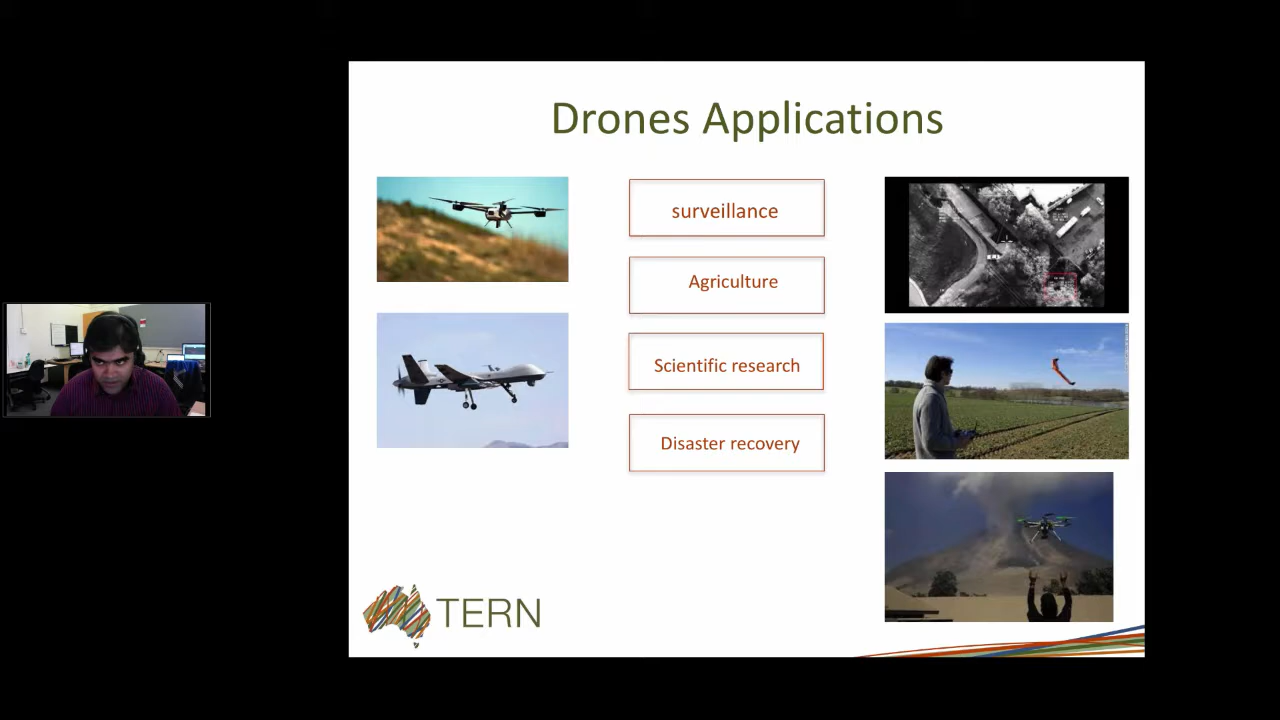 Drones Applications
surveillance
Agriculture
Scientific research
Disaster recovery
TERN